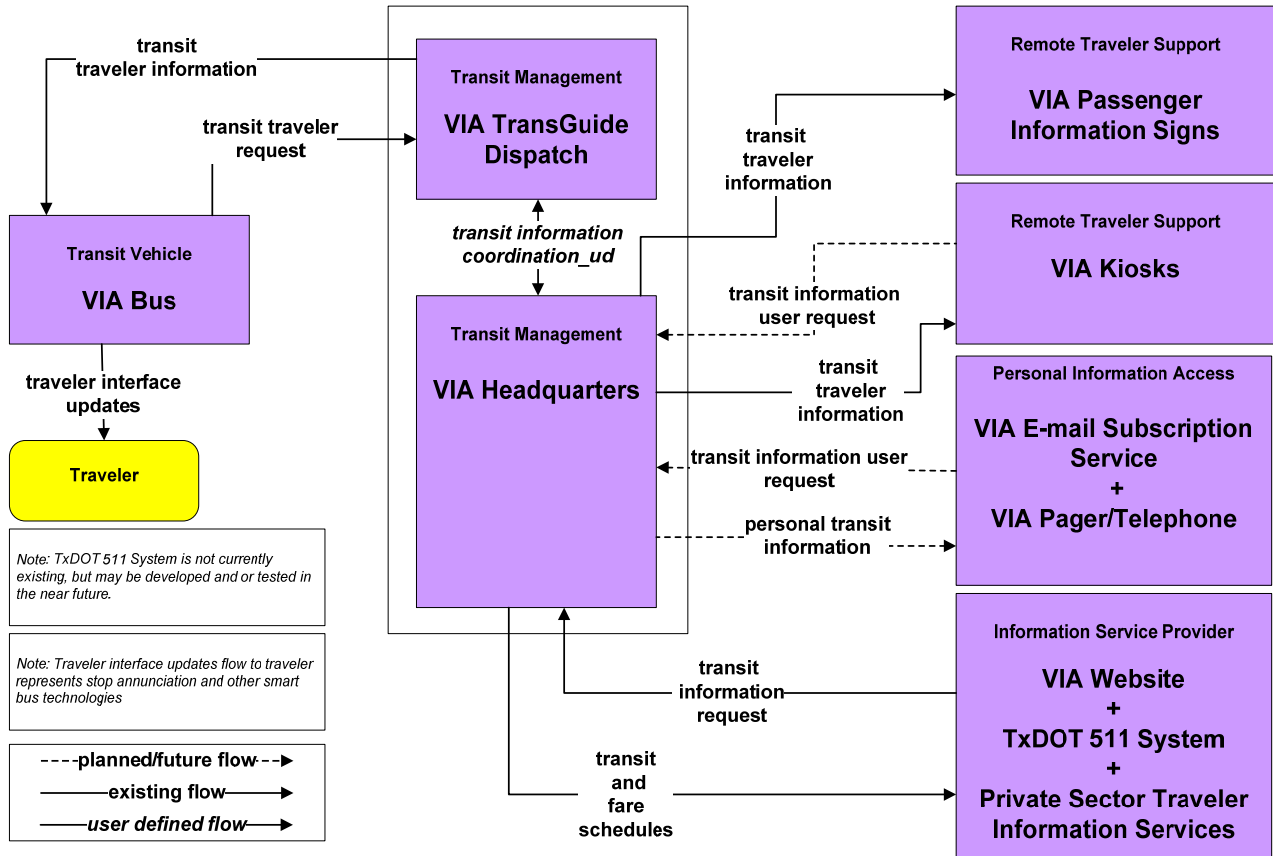 transit
traveler information
transit traveler
request
Transit Management
VIA TransGuide
Dispatch
transit information
coordination_ud
Transit Management
VIA Headquarters
Transit Vehicle
VIA Bus
traveler interface
updates
Traveler
Note: TxDOT 511 System is not currently
existing, but may be developed and or tested in
the near future.
Note: Traveler interface updates flow to traveler
represents stop annunciation and other smart
bus technologies
planned/future flow
existing flow
user defined flow
transit
traveler
information
transit information
user request
transit
traveler
information
transit information user
request
personal transit
information
transit
information
request
transit
and
fare
schedules
Remote Traveler Support
VIA Passenger
Information Signs
Remote Traveler Support
VIA Kiosks
Personal Information Access
VIA E-mail Subscription
Service
+
VIA Pager/Telephone
Information Service Provider
VIA Website
+
TxDOT 511 System
+
Private Sector Traveler
Information Services